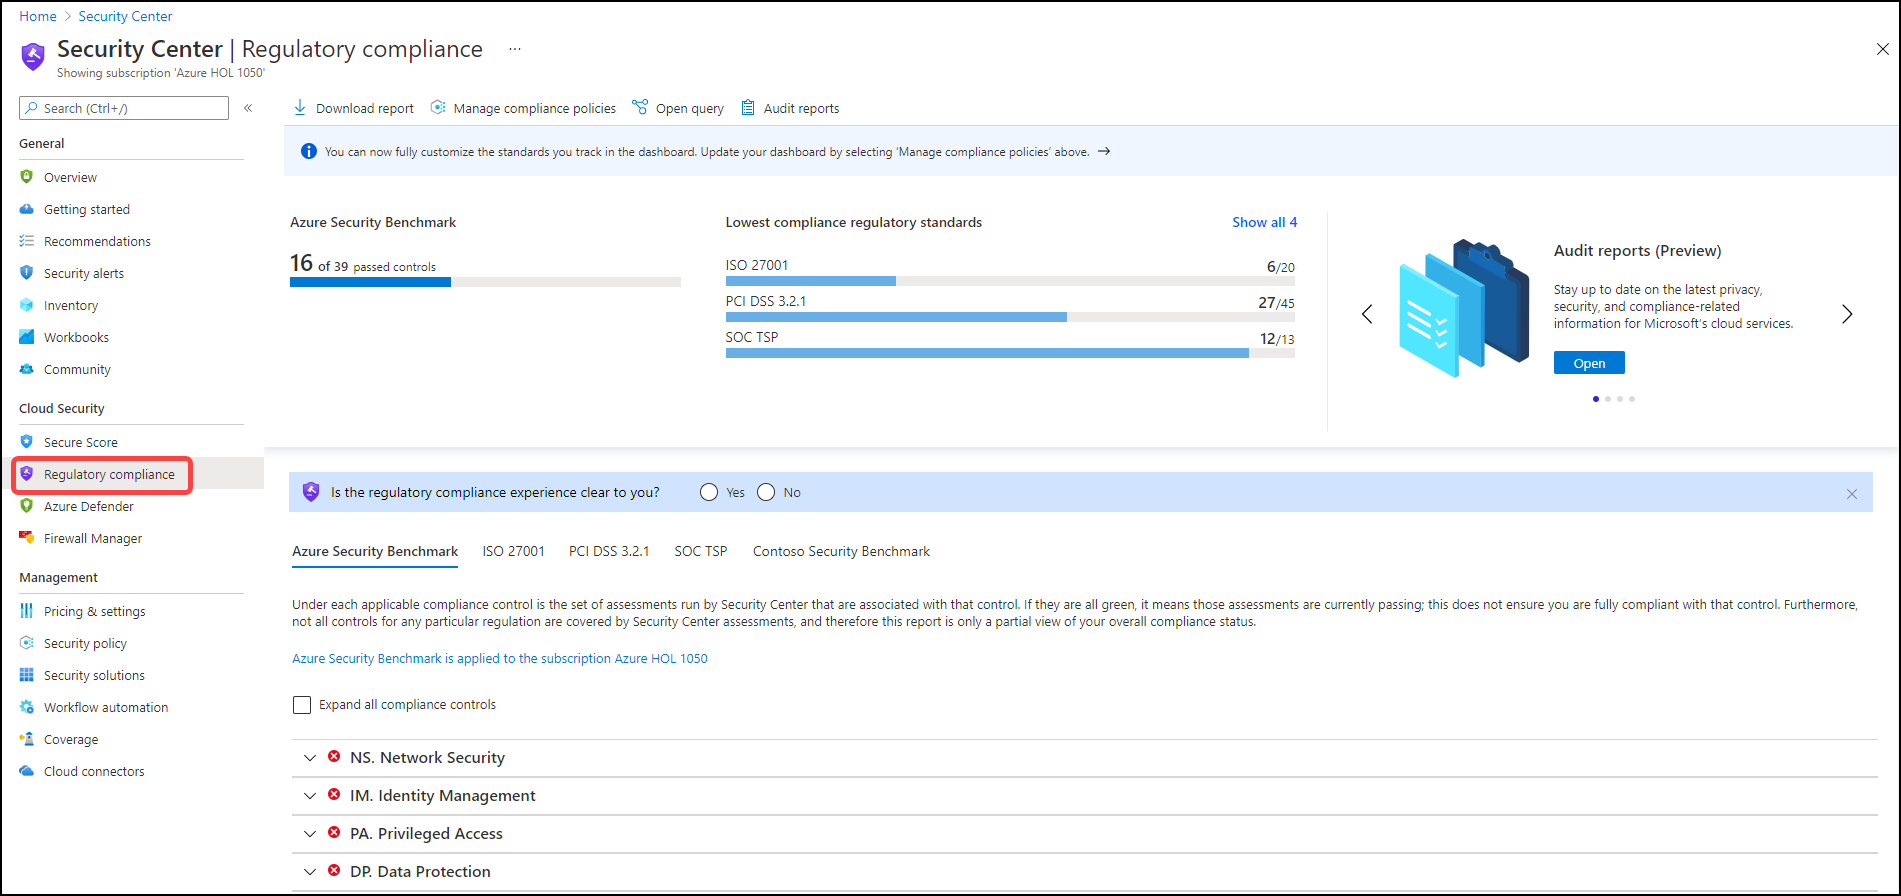 Home > Security Center
Security Center | Regulatory compliance ...
Showing subscription 'Azure HOL 1050'
Search (Ctrl+/)
«
General
Overview
Getting started
Recommendations
Security alerts
Inventory
Workbooks
Community
Cloud Security
Secure Score
Regulatory compliance
Azure Defender
Firewall Manager
Management
Pricing & settings
Security policy
Security solutions
Workflow automation
Coverage
Cloud connectors
Download report Manage compliance policies Open query Audit reports
You can now fully customize the standards you track in the dashboard. Update your dashboard by selecting 'Manage compliance policies' above. →
Azure Security Benchmark
16 of 39 passed controls
Lowest compliance regulatory standards Show all 4
ISO 27001 6/20
PCI DSS 3.2.1 27/45
SOC TSP 12/13
Audit reports (Preview)
Stay up to date on the latest privacy,
security, and compliance-related
information for Microsoft's cloud services.
Open
Is the regulatory compliance experience clear to you? Yes No
Azure Security Benchmark ISO 27001 PCI DSS 3.2.1 SOC TSP Contoso Security Benchmark
Under each applicable compliance control is the set of assessments run by Security Center that are associated with that control. If they are all green, it means those assessments are currently passing; this does not ensure you are fully compliant with that control. Furthermore,
not all controls for any particular regulation are covered by Security Center assessments, and therefore this report is only a partial view of your overall compliance status.
Azure Security Benchmark is applied to the subscription Azure HOL 1050
Expand all compliance controls
NS. Network Security
IM. Identity Management
PA. Privileged Access
DP. Data Protection